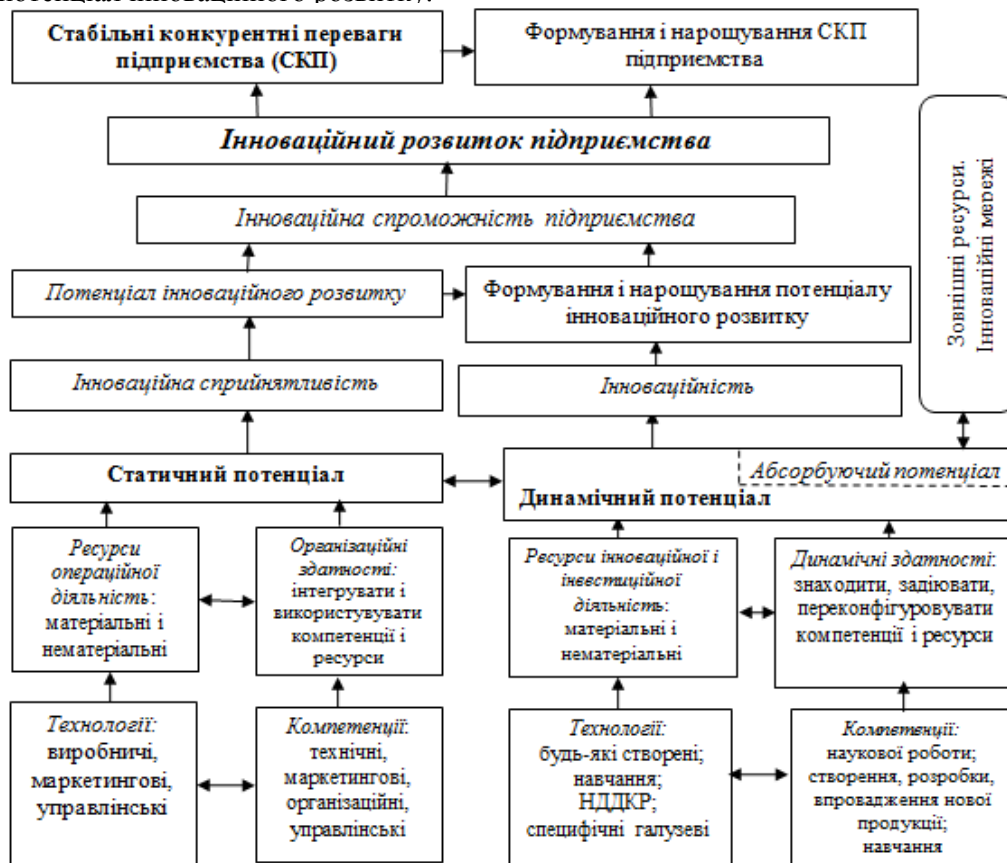 потенціал інноваційного розвитку).
Стабільні конкурентні переваги
підприємства (СКП)
Формування і нарощування СКП
підприємства
Інноваційний розвиток підприємства
Зовнішні ресурси.
Інноваційні мережі
Інноваційна спроможність підприємства
Потенціал інноваційного розвитку
Формування і нарощування потенціалу
інноваційного розвитку
Інноваційна сприйнятливість
Інноваційність
Статичний потенціал
Абсорбуючий потенціал
Динамічний потенціал
Ресурси
операційної
діяльність:
матеріальні і
нематеріальні
Організаційні
здатності:
інтегрувати і
використувувати
компетенції і
ресурси
Ресурси інноваційної і
інвестиційної
діяльність:
матеріальні і
нематеріальні
Динамічні здатності:
знаходити, задіювати,
переконфігуровувати
компетенції і ресурси
Технології:
виробничі,
маркетингові,
управлінські
Компетенції:
технічні,
маркетингові,
організаційні,
управлінські
Технології:
будь-які створені;
навчання;
НДДКР;
специфічні галузеві
Компетенції:
наукової роботи;
створення, розробки,
впровадження нової
продукції;
навчання